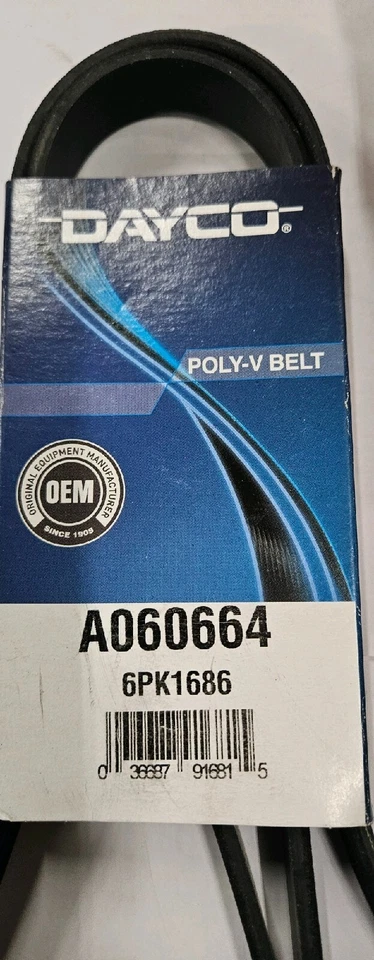 DAYCO®
POLY-V BELT
ORIGINAL EQUIPMENT MANUFACTURER
OEM
SINCE 1905
A060664
6PK1686
0 36687 91681 5